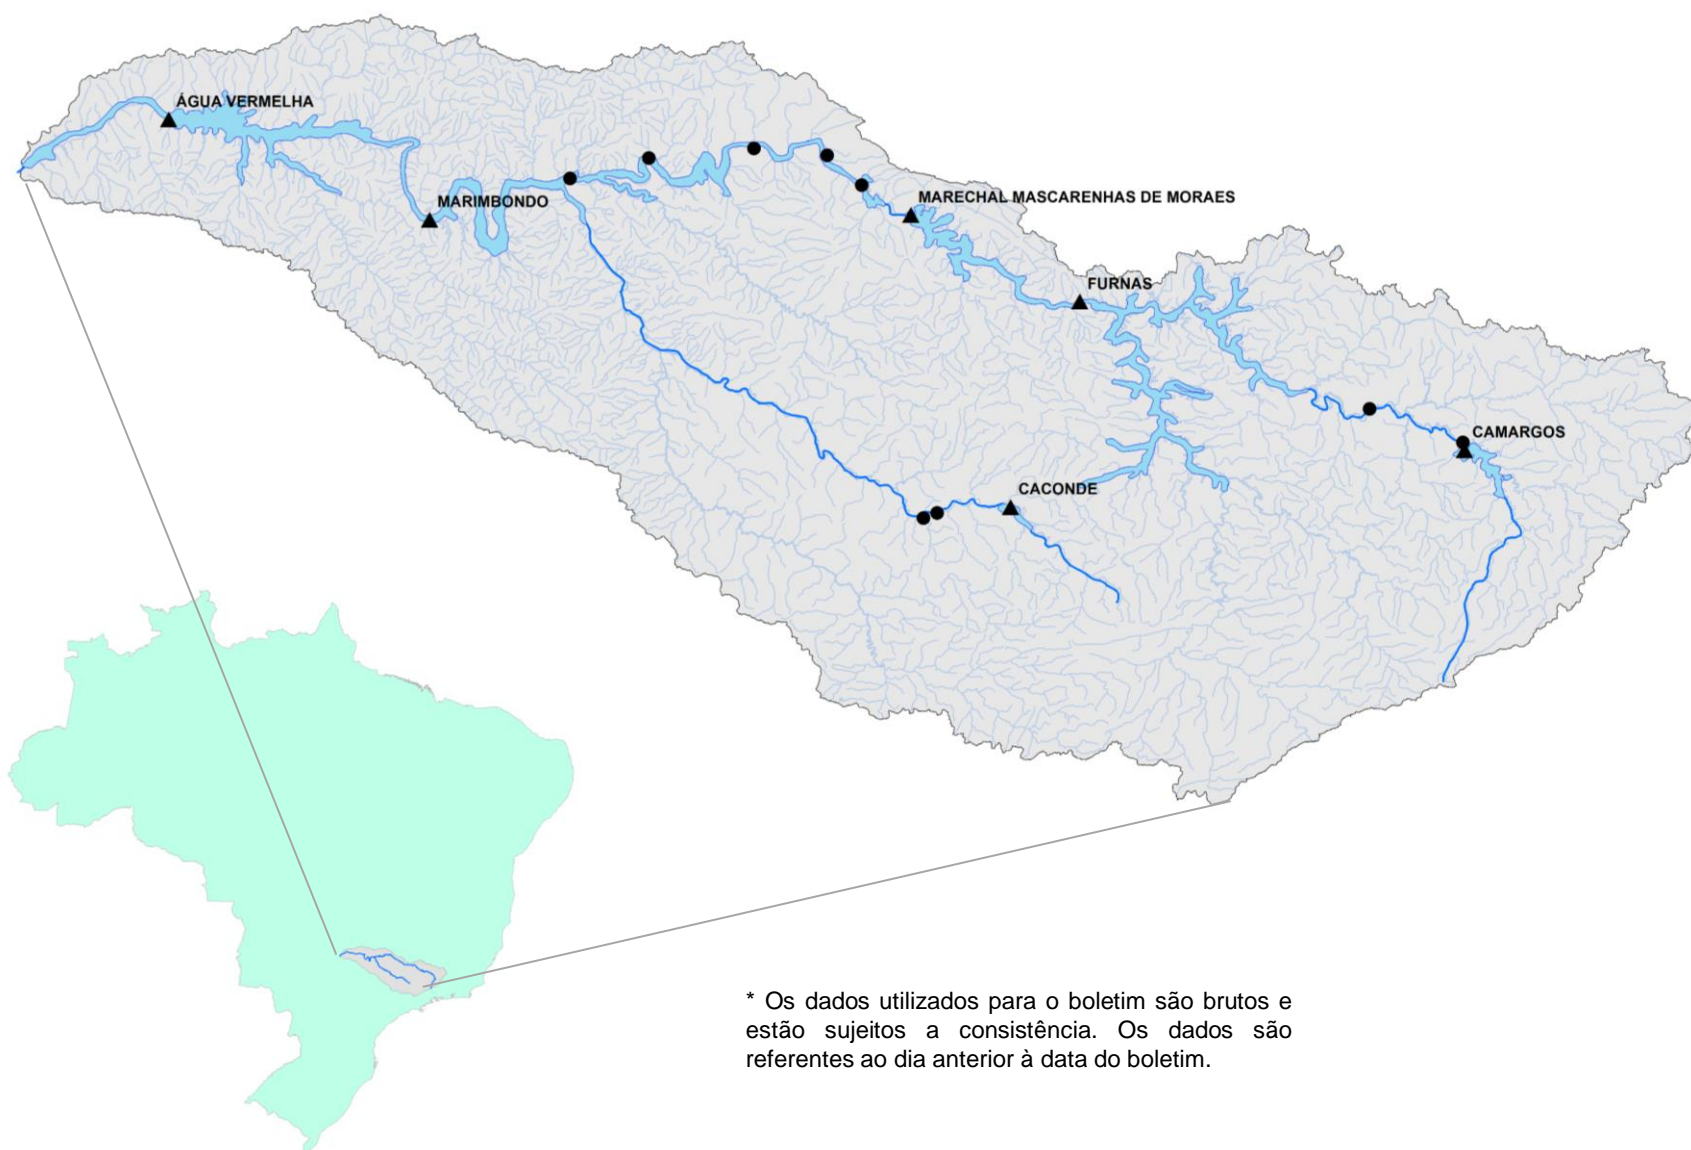 ÁGUA VERMELHA
MARIMBONDO
MARECHAL MASCARENHAS DE MORAES
FURNAS
CAMARGOS
CACONDE
* Os dados utilizados para o boletim são brutos e
estão sujeitos a consistência. Os dados são
referentes ao dia anterior à data do boletim.